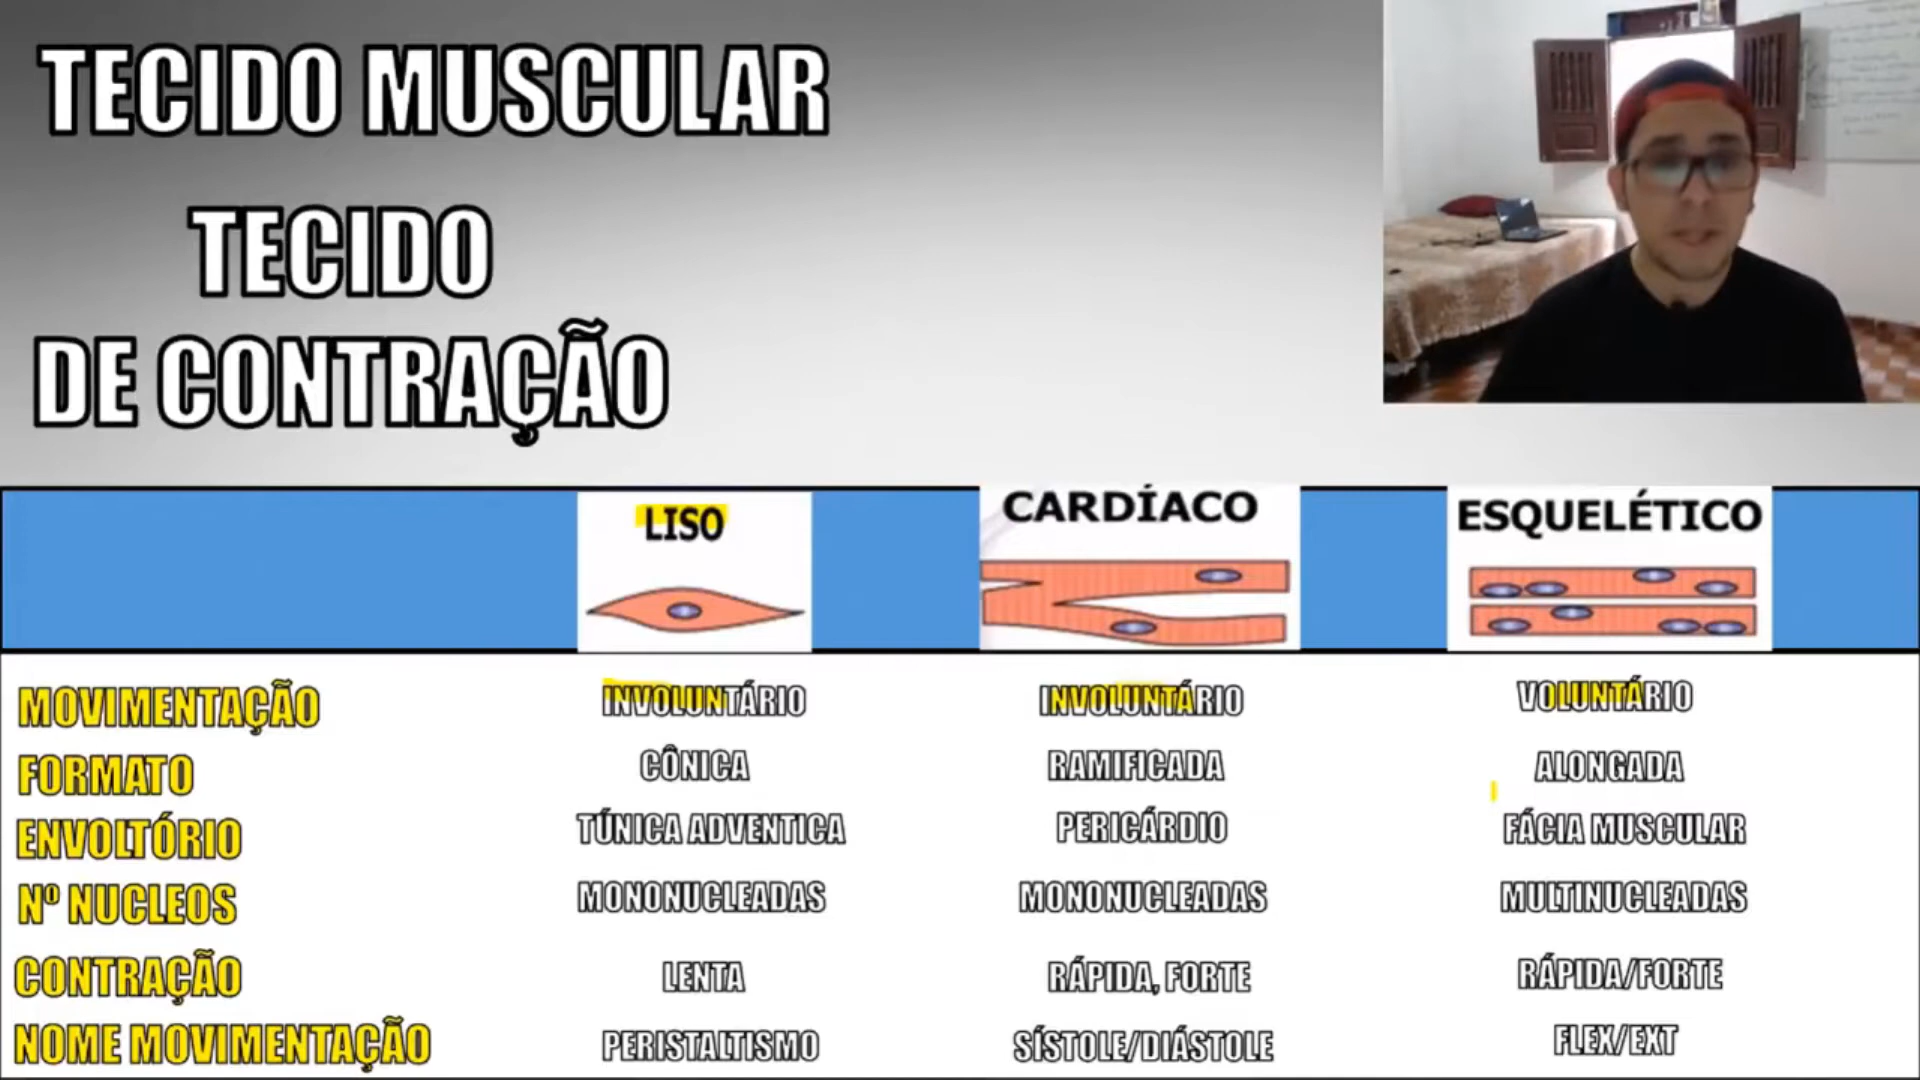 TECIDO MUSCULAR
TECIDO
DE CONTRAÇÃO
LISO CARDÍACO ESQUELÉTICO
MOVIMENTAÇÃO INVOLUNTÁRIO INVOLUNTÁRIO VOLUNTÁRIO
FORMATO CÔNICA RAMIFICADA ALONGADA
ENVOLTÓRIO TÚNICA ADVENTICA PERICÁRDIO FÁCIA MUSCULAR
Nº NUCLEOS MONONUCLEADAS MONONUCLEADAS MULTINUCLEADAS
CONTRAÇÃO LENTA RÁPIDA, FORTE RÁPIDA/FORTE
NOME MOVIMENTAÇÃO PERISTALTISMO SÍSTOLE/DIÁSTOLE FLEX/EXT